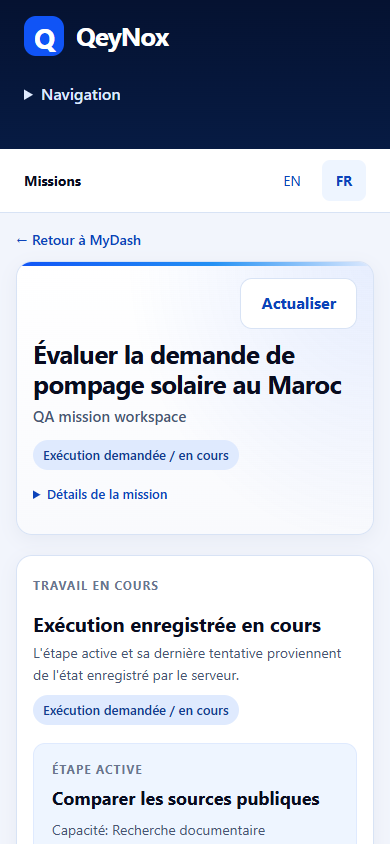 Q QeyNox
▶ Navigation
Missions EN FR
← Retour à MyDash
Actualiser
Évaluer la demande de
pompage solaire au Maroc
QA mission workspace
Exécution demandée / en cours
▶ Détails de la mission
TRAVAIL EN COURS
Exécution enregistrée en cours
L'étape active et sa dernière tentative proviennent
de l'état enregistré par le serveur.
Exécution demandée / en cours
ÉTAPE ACTIVE
Comparer les sources publiques
Capacité: Recherche documentaire